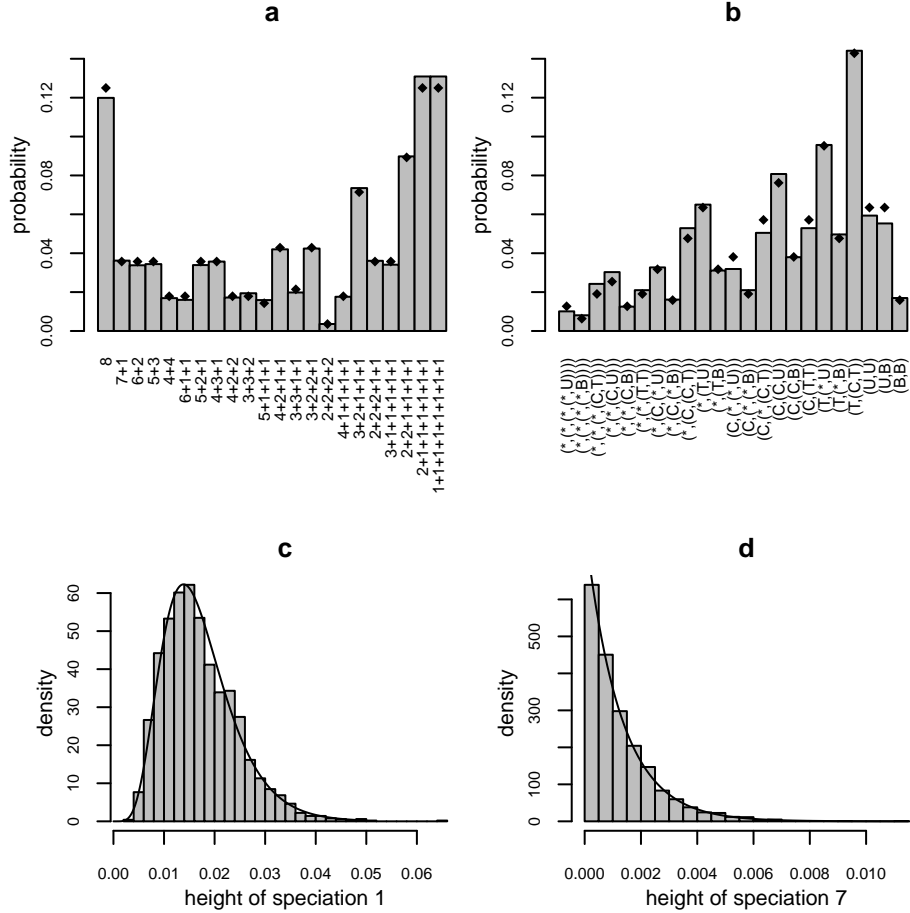 a
probability
0.00
0.04
0.08
0.12
8
7+1
6+2
5+3
4+4
6+1+1
5+2+1
4+3+1
4+2+2
3+3+2
5+1+1+1
4+2+1+1
3+3+1+1
3+2+2+1
2+2+2+2
4+1+1+1+1
3+2+1+1+1
2+2+2+1+1
3+1+1+1+1+1
2+2+1+1+1+1
2+1+1+1+1+1+1
1+1+1+1+1+1+1+1
b
probability
0.00
0.04
0.08
0.12
(*,(*,(*,(*,U))))
(*,(*,(*,(*,B))))
(*,(*,(*,(C,T))))
(*,(*,(C,U)))
(*,(*,(C,B)))
(*,(*,(T,T)))
(*,(C,(*,U)))
(*,(C,(*,B)))
(*,(C,(C,T)))
(*,(T,U))
(*,(T,B))
(C,(*,(*,U)))
(C,(*,(*,B)))
(C,(*,(C,T)))
(C,(C,U))
(C,(C,B))
(C,(T,T))
(T,(*,U))
(T,(*,B))
(T,(C,T))
(U,U)
(U,B)
(B,B)
c
density
0
10
20
30
40
50
60
0.00 0.01 0.02 0.03 0.04 0.05 0.06
height of speciation 1
d
density
0
100
300
500
0.000 0.002 0.004 0.006 0.008 0.010
height of speciation 7